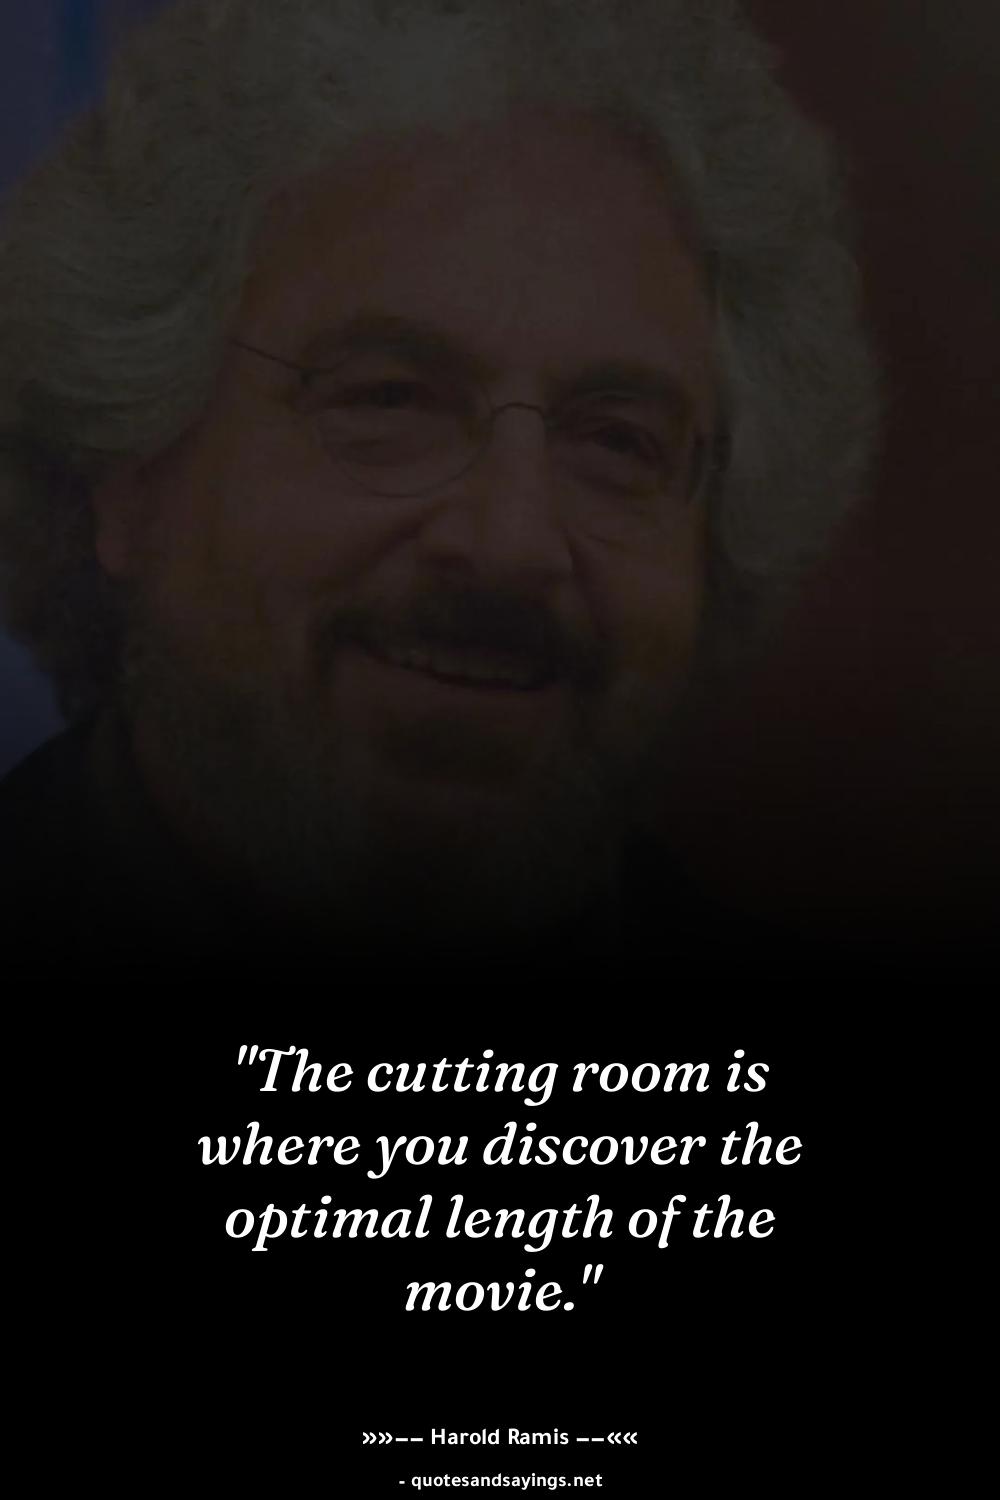 "The cutting room is
where you discover the
optimal length of the
movie."
»»−− Harold Ramis −−««
- quotesandsayings.net